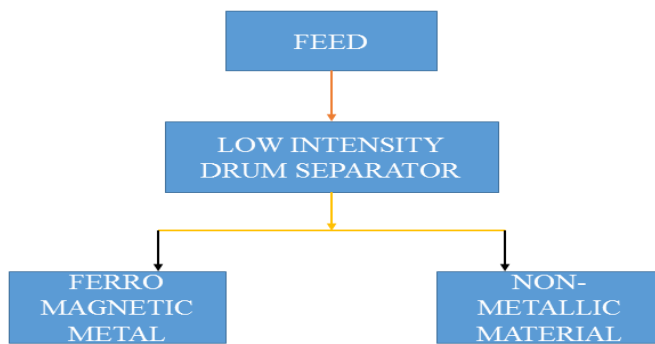 FEED
LOW INTENSITY
DRUM SEPARATOR
FERRO
MAGNETIC
METAL
NON-
METALLIC
MATERIAL